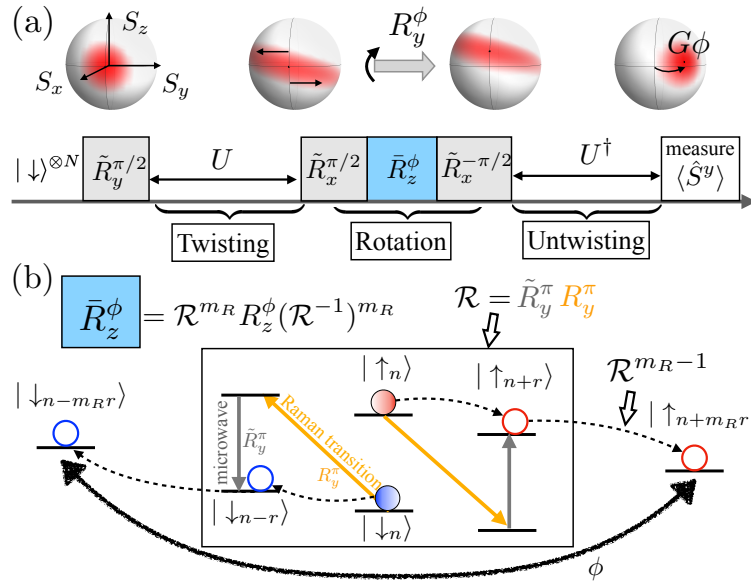 (a)
S_z
S_x
S_y
R_y^ϕ
Gϕ
|↓⟩^{⊗N}
R̃_y^{π/2}
U
R̃_x^{π/2}
R̄_z^ϕ
R̃_x^{-π/2}
U†
measure
⟨Ŝ^y⟩
Twisting
Rotation
Untwisting
(b)
R̄_z^ϕ = ℛ^{m_R} R_z^ϕ (ℛ^{-1})^{m_R}
ℛ = R̃_y^π R_y^π
|↓_{n-m_R r}⟩
|↑_n⟩
|↑_{n+r}⟩
ℛ^{m_R-1}
|↑_{n+m_R r}⟩
microwave
R̃_y^π
Raman transition
R_y^π
|↓_{n-r}⟩
|↓_n⟩
ϕ